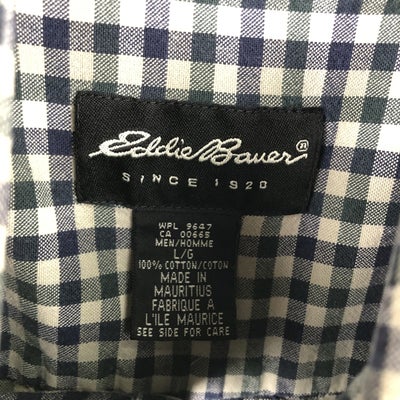 Eddie Bauer®
SINCE 1920
WPL 9647
CA 00665
MEN/HOMME
L/G
100% COTTON/COTON
MADE IN
MAURITIUS
FABRIQUE A
L'ILE MAURICE
SEE SIDE FOR CARE